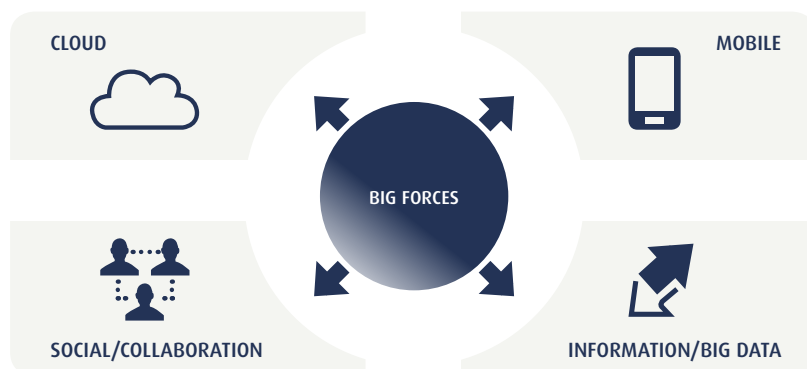 CLOUD
MOBILE
BIG FORCES
SOCIAL/COLLABORATION
INFORMATION/BIG DATA